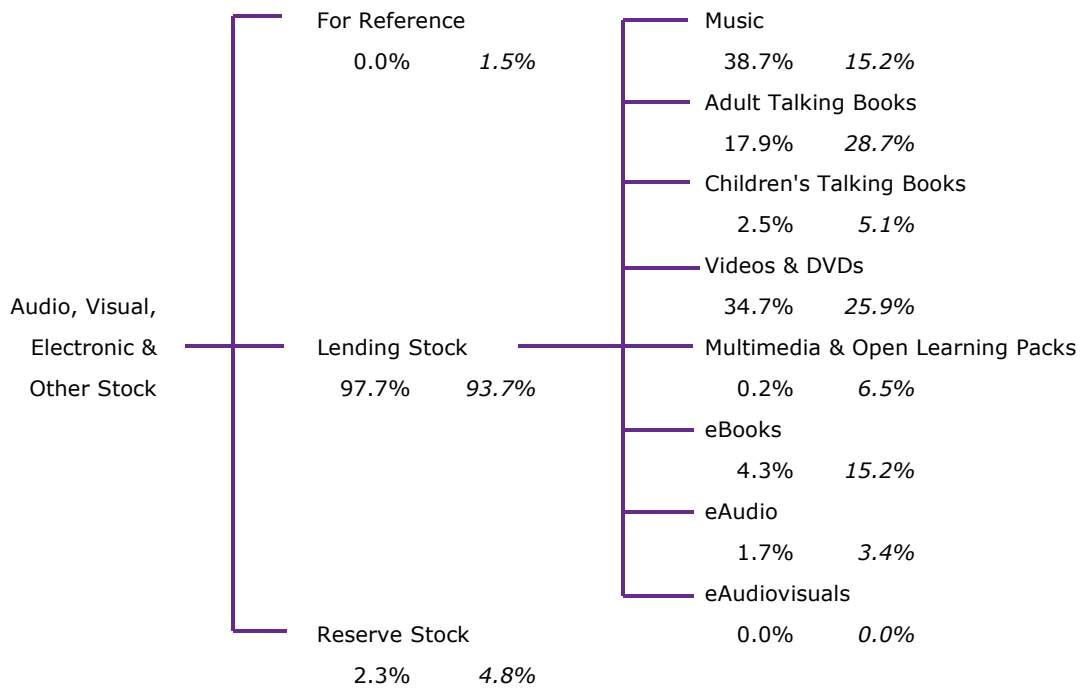 Audio, Visual,
Electronic &
Other Stock
For Reference
0.0% 1.5%
Lending Stock
97.7% 93.7%
Reserve Stock
2.3% 4.8%
Music
38.7% 15.2%
Adult Talking Books
17.9% 28.7%
Children's Talking Books
2.5% 5.1%
Videos & DVDs
34.7% 25.9%
Multimedia & Open Learning Packs
0.2% 6.5%
eBooks
4.3% 15.2%
eAudio
1.7% 3.4%
eAudiovisuals
0.0% 0.0%